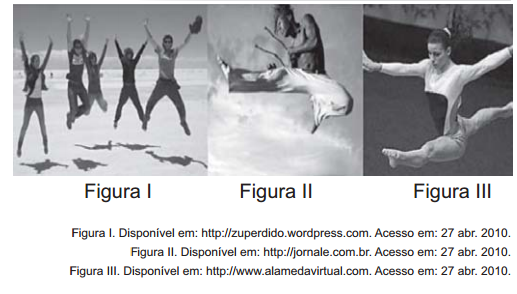 Figura I Figura II Figura III
Figura I. Disponível em: http://zuperdido.wordpress.com. Acesso em: 27 abr. 2010.
Figura II. Disponível em: http://jornale.com.br. Acesso em: 27 abr. 2010.
Figura III. Disponível em: http://www.alamedavirtual.com. Acesso em: 27 abr. 2010.